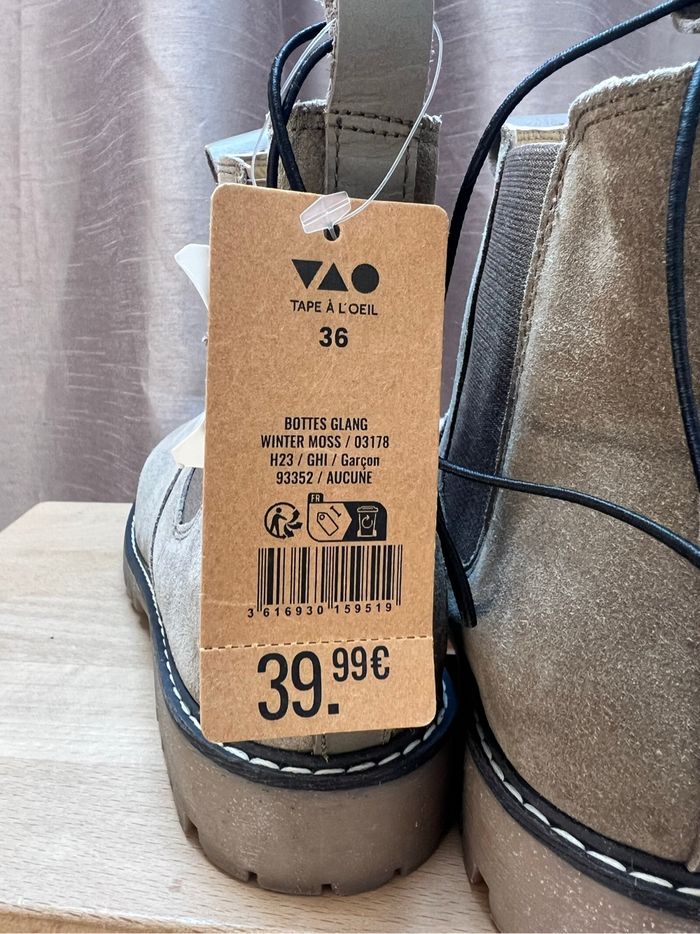 TAPE À L'OEIL
36
BOTTES GLANG
WINTER MOSS / 03178
H23 / GHI / Garçon
93352 / AUCUNE
FR
3 616930 159519
39.99€